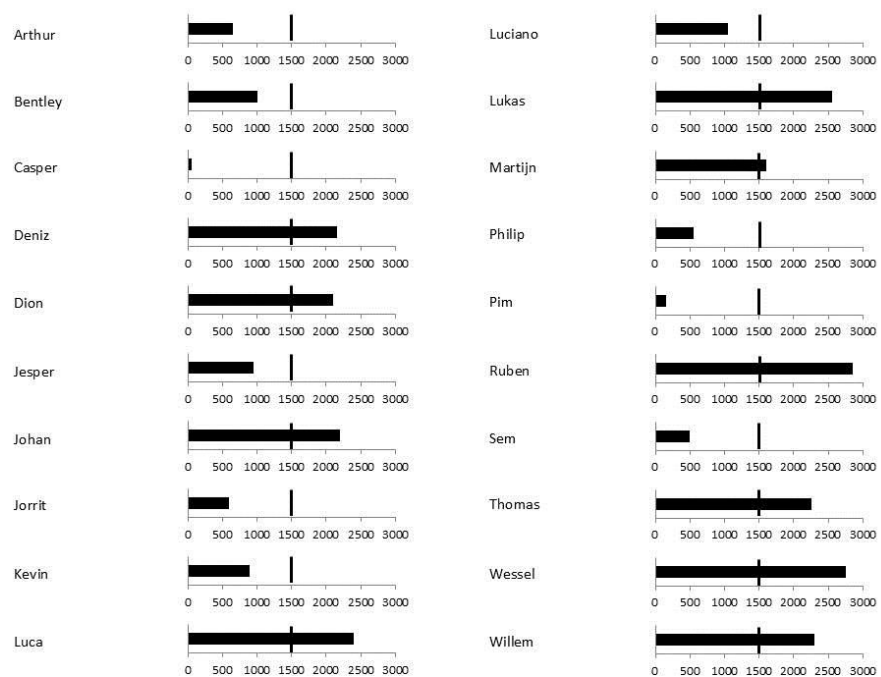 Arthur
0 500 1000 1500 2000 2500 3000
Bentley
0 500 1000 1500 2000 2500 3000
Casper
0 500 1000 1500 2000 2500 3000
Deniz
0 500 1000 1500 2000 2500 3000
Dion
0 500 1000 1500 2000 2500 3000
Jesper
0 500 1000 1500 2000 2500 3000
Johan
0 500 1000 1500 2000 2500 3000
Jorrit
0 500 1000 1500 2000 2500 3000
Kevin
0 500 1000 1500 2000 2500 3000
Luca
0 500 1000 1500 2000 2500 3000
Luciano
0 500 1000 1500 2000 2500 3000
Lukas
0 500 1000 1500 2000 2500 3000
Martijn
0 500 1000 1500 2000 2500 3000
Philip
0 500 1000 1500 2000 2500 3000
Pim
0 500 1000 1500 2000 2500 3000
Ruben
0 500 1000 1500 2000 2500 3000
Sem
0 500 1000 1500 2000 2500 3000
Thomas
0 500 1000 1500 2000 2500 3000
Wessel
0 500 1000 1500 2000 2500 3000
Willem
0 500 1000 1500 2000 2500 3000